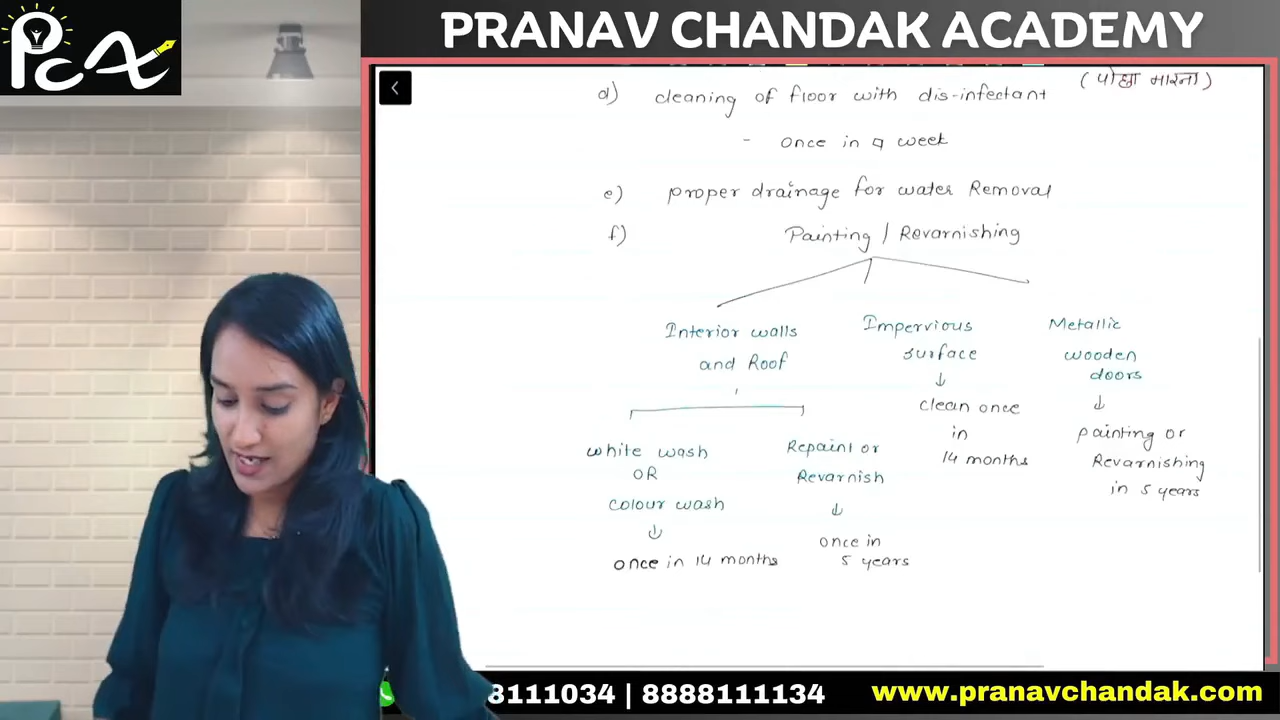 PCA
PRANAV CHANDAK ACADEMY
(पोछा मारना)
d) cleaning of floor with dis-infectant
- once in a week
e) proper drainage for water Removal
f) Painting / Revarnishing
Interior walls and Roof
Impervious surface
Metallic wooden doors
↓ clean once in 14 months
↓ painting or Revarnishing in 5 years
White wash OR colour wash
Repaint or Revarnish
↓ once in 14 months
↓ once in 5 years
8111034 | 8888111134
www.pranavchandak.com